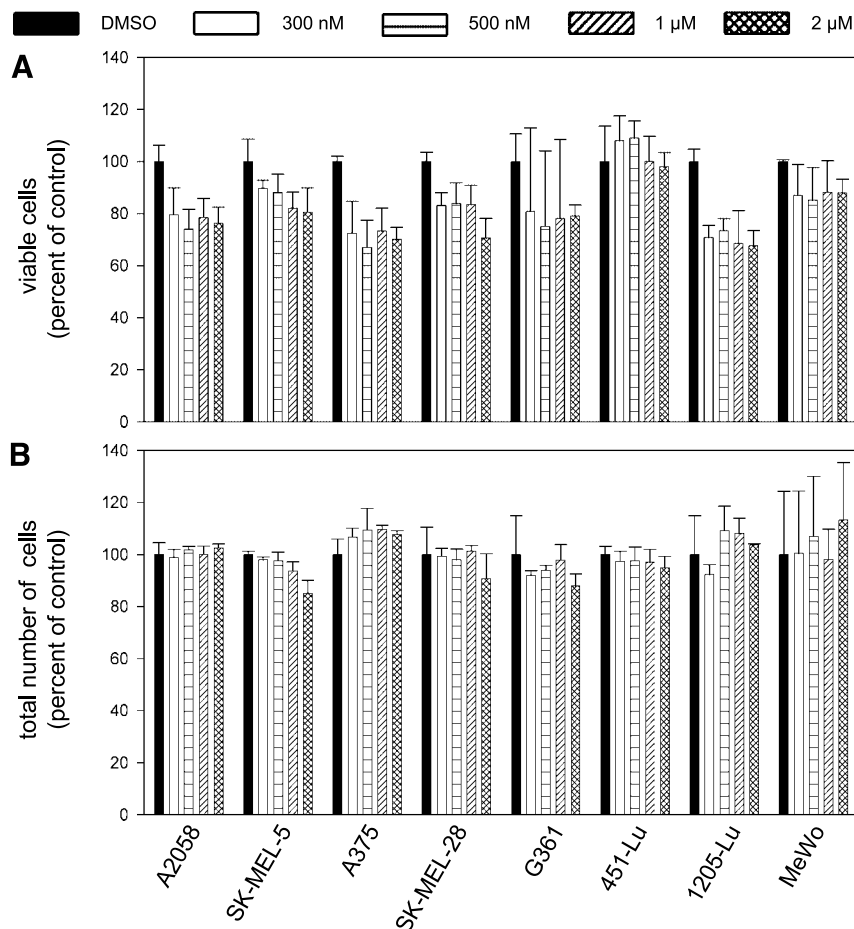 DMSO 300 nM 500 nM 1 µM 2 µM
A
140
120
100
80
60
40
20
0
viable cells
(percent of control)
B
140
120
100
80
60
40
20
0
total number of cells
(percent of control)
A2058 SK-MEL-5 A375 SK-MEL-28 G361 451-Lu 1205-Lu MeWo